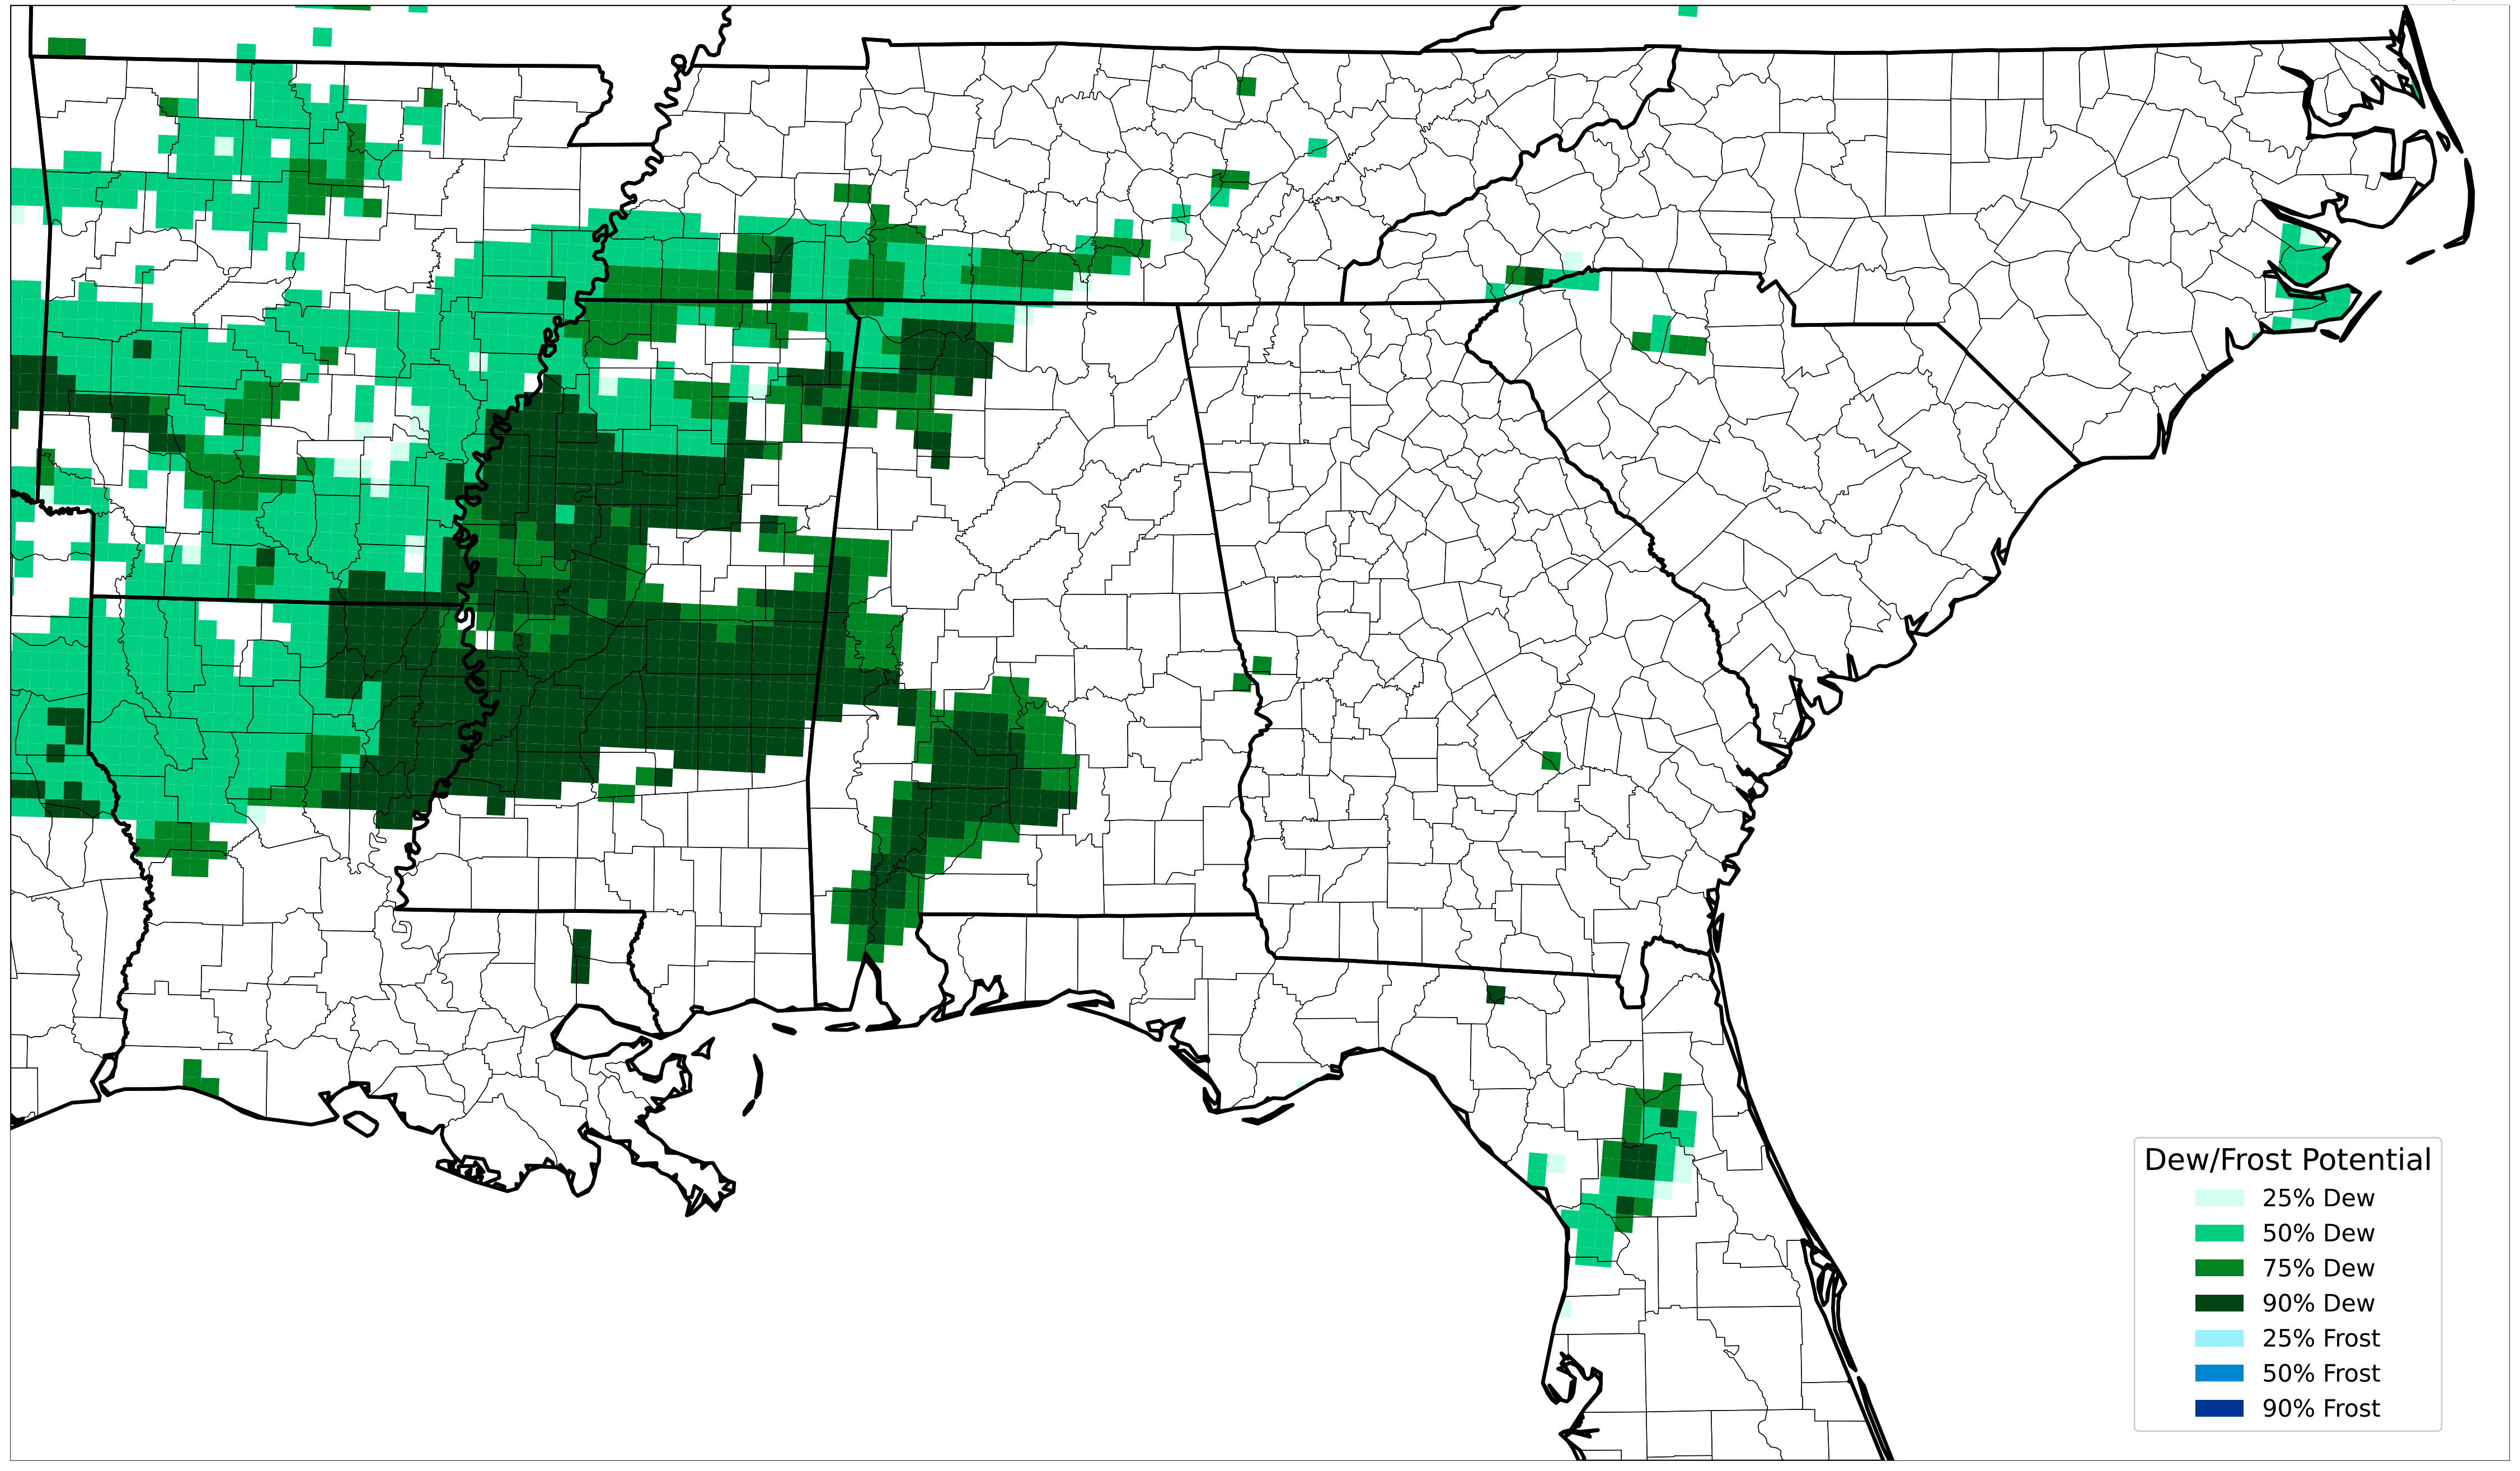 Dew/Frost Potential
25% Dew
50% Dew
75% Dew
90% Dew
25% Frost
50% Frost
90% Frost